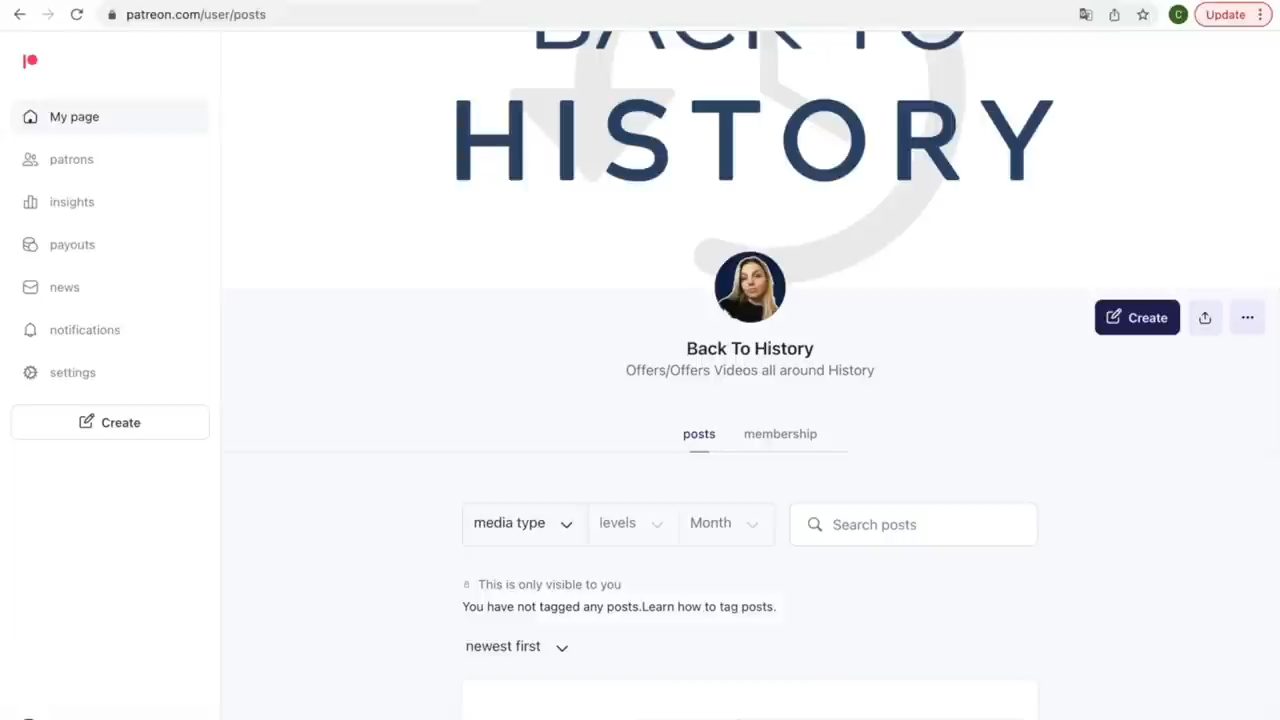 patreon.com/user/posts
C
Update
BACK TO
HISTORY
My page
patrons
insights
payouts
news
notifications
settings
Create
Create
Back To History
Offers/Offers Videos all around History
posts membership
media type levels Month Search posts
This is only visible to you
You have not tagged any posts.Learn how to tag posts.
newest first